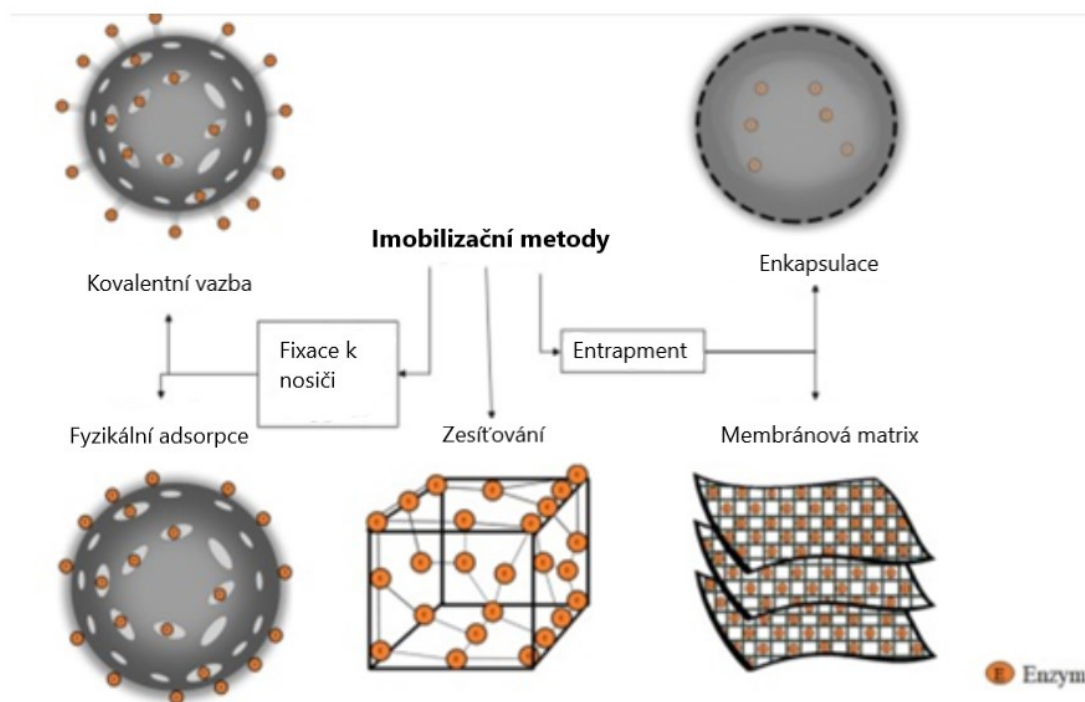 Imobilizační metody
Enkapsulace
Kovalentní vazba
Fixace k
nosiči
Entrapment
Fyzikální adsorpce
Zesíťování
Membránová matrix
E Enzym